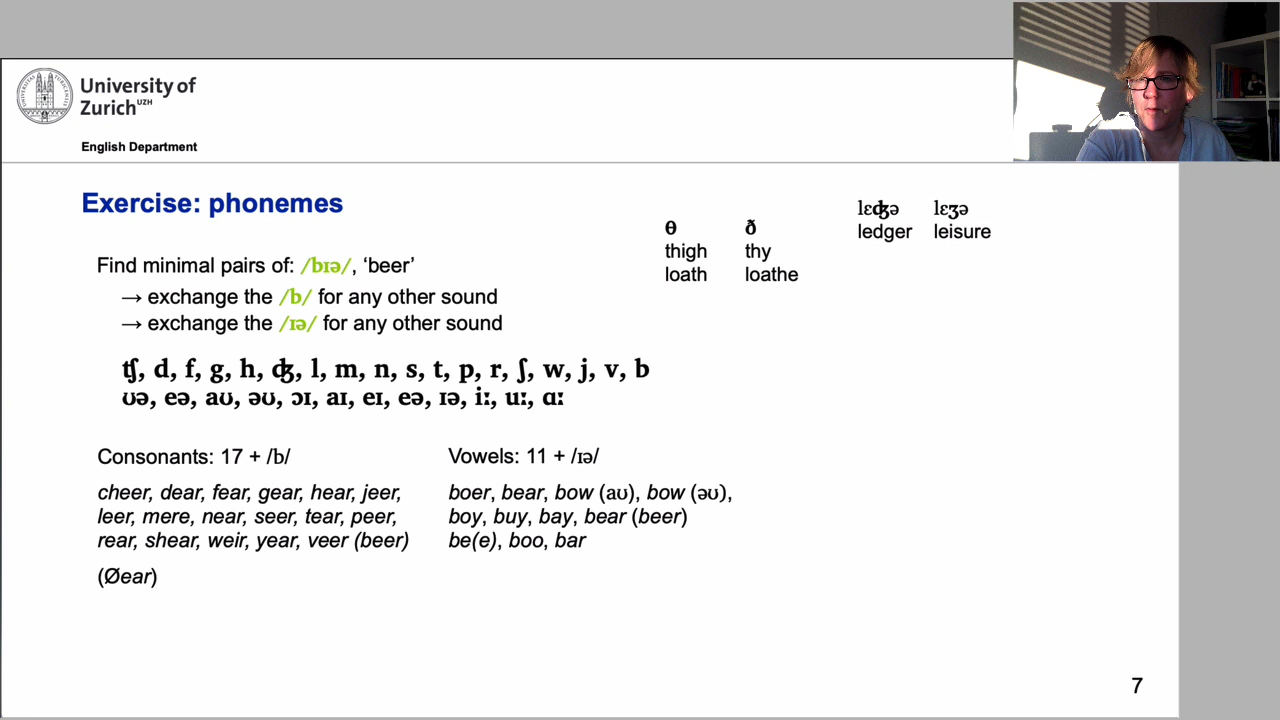 University of
Zurich UZH
English Department
Exercise: phonemes
θ ð
thigh thy
loath loathe
lɛʤə lɛʒə
ledger leisure
Find minimal pairs of: /bɪə/, ‘beer’
→ exchange the /b/ for any other sound
→ exchange the /ɪə/ for any other sound
ʧ, d, f, g, h, ʤ, l, m, n, s, t, p, r, ʃ, w, j, v, b
ʊə, eə, aʊ, əʊ, ɔɪ, aɪ, eɪ, eə, ɪə, iː, uː, ɑː
Consonants: 17 + /b/
cheer, dear, fear, gear, hear, jeer,
leer, mere, near, seer, tear, peer,
rear, shear, weir, year, veer (beer)
(Øear)
Vowels: 11 + /ɪə/
boer, bear, bow (aʊ), bow (əʊ),
boy, buy, bay, bear (beer)
be(e), boo, bar
7